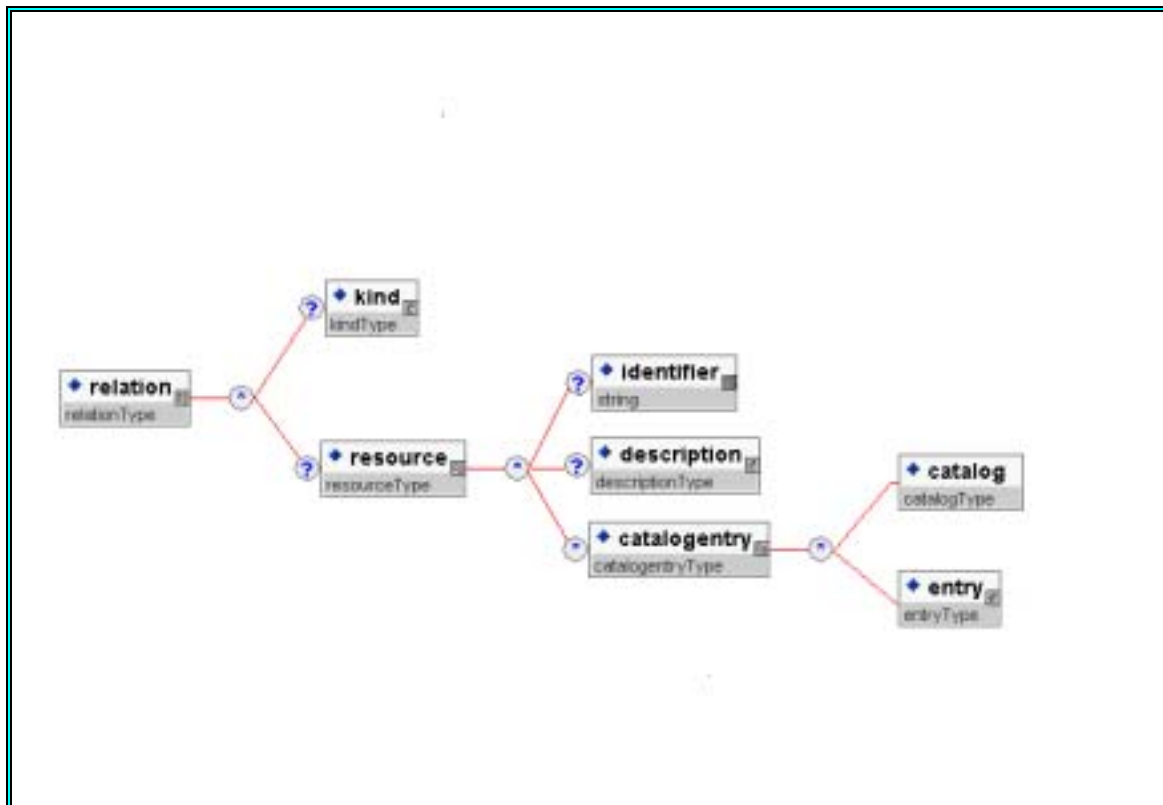 kind
kindType
relation
relationType
identifier
string
resource
resourceType
description
descriptionType
catalog
catalogType
catalogentry
catalogentryType
entry
entryType